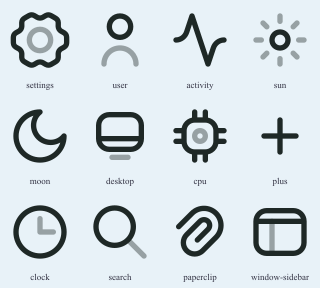 settings
user
activity
sun
moon
desktop
cpu
plus
clock
search
paperclip
window-sidebar